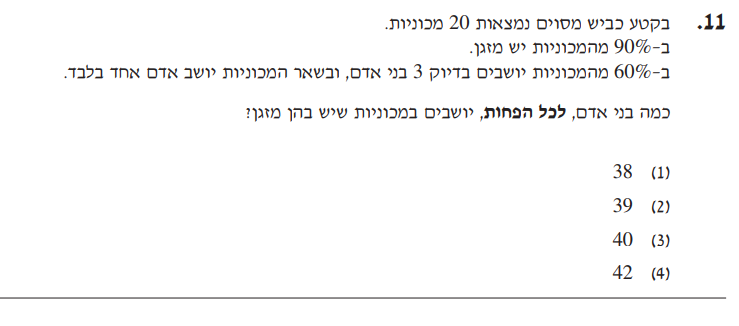 11. בקטע כביש מסוים נמצאות 20 מכוניות.
ב-90% מהמכוניות יש מזגן.
ב-60% מהמכוניות יושבים בדיוק 3 בני אדם, ובשאר המכוניות יושב אדם אחד בלבד.
כמה בני אדם, לכל הפחות, יושבים במכוניות שיש בהן מזגן?
(1) 38
(2) 39
(3) 40
(4) 42